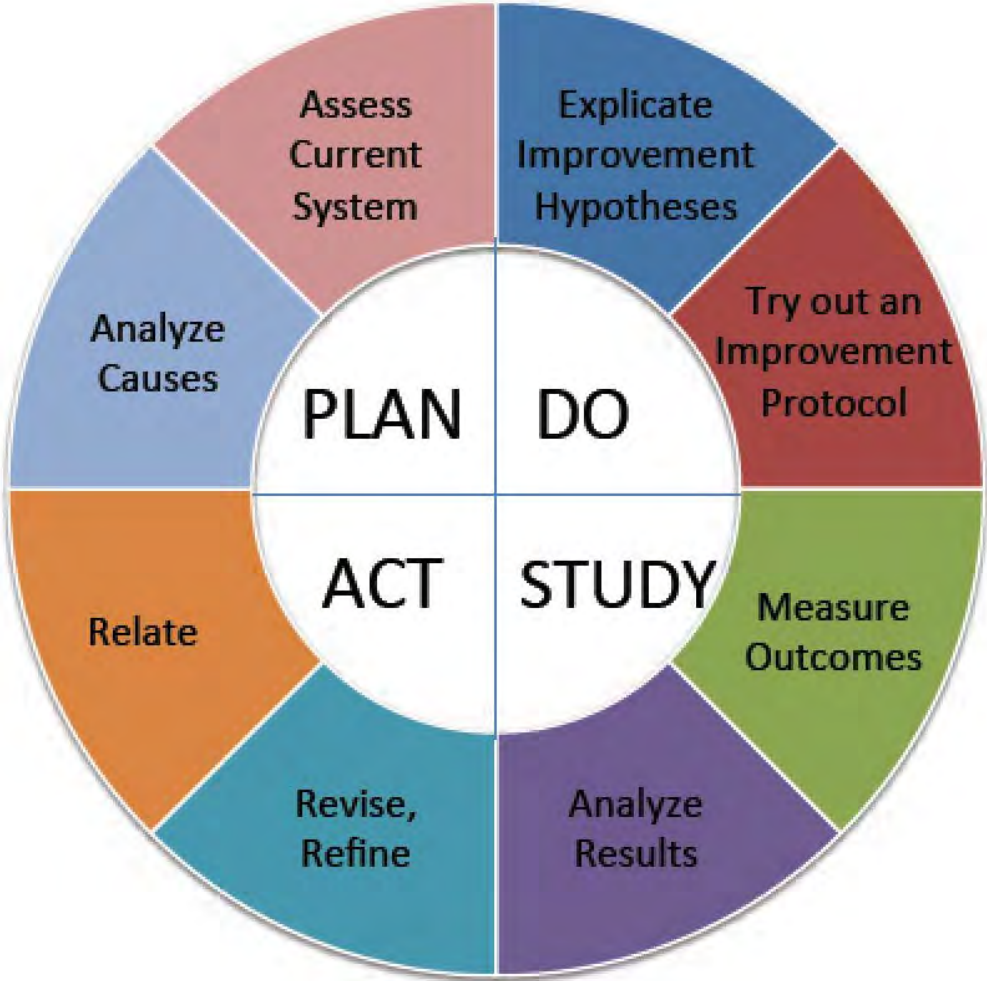 Assess
Current
System
Explicate
Improvement
Hypotheses
Try out an
Improvement
Protocol
Measure
Outcomes
Analyze
Results
Revise,
Refine
Relate
Analyze
Causes
PLAN
DO
STUDY
ACT